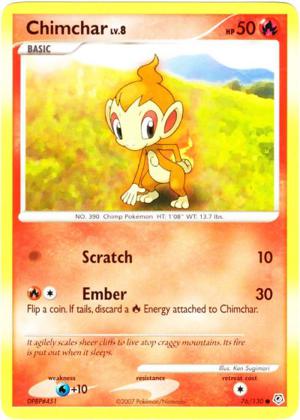 Chimchar LV.8 HP 50
BASIC
NO. 390 Chimp Pokémon HT: 1'08" WT: 13.7 lbs.
Scratch 10
Ember 30
Flip a coin. If tails, discard a Energy attached to Chimchar.
It agilely scales sheer cliffs to live atop craggy mountains. Its fire is put out when it sleeps.
Illus. Ken Sugimori
weakness resistance retreat cost
+10
DPBP#451 ©2007 Pokémon/Nintendo 76/130